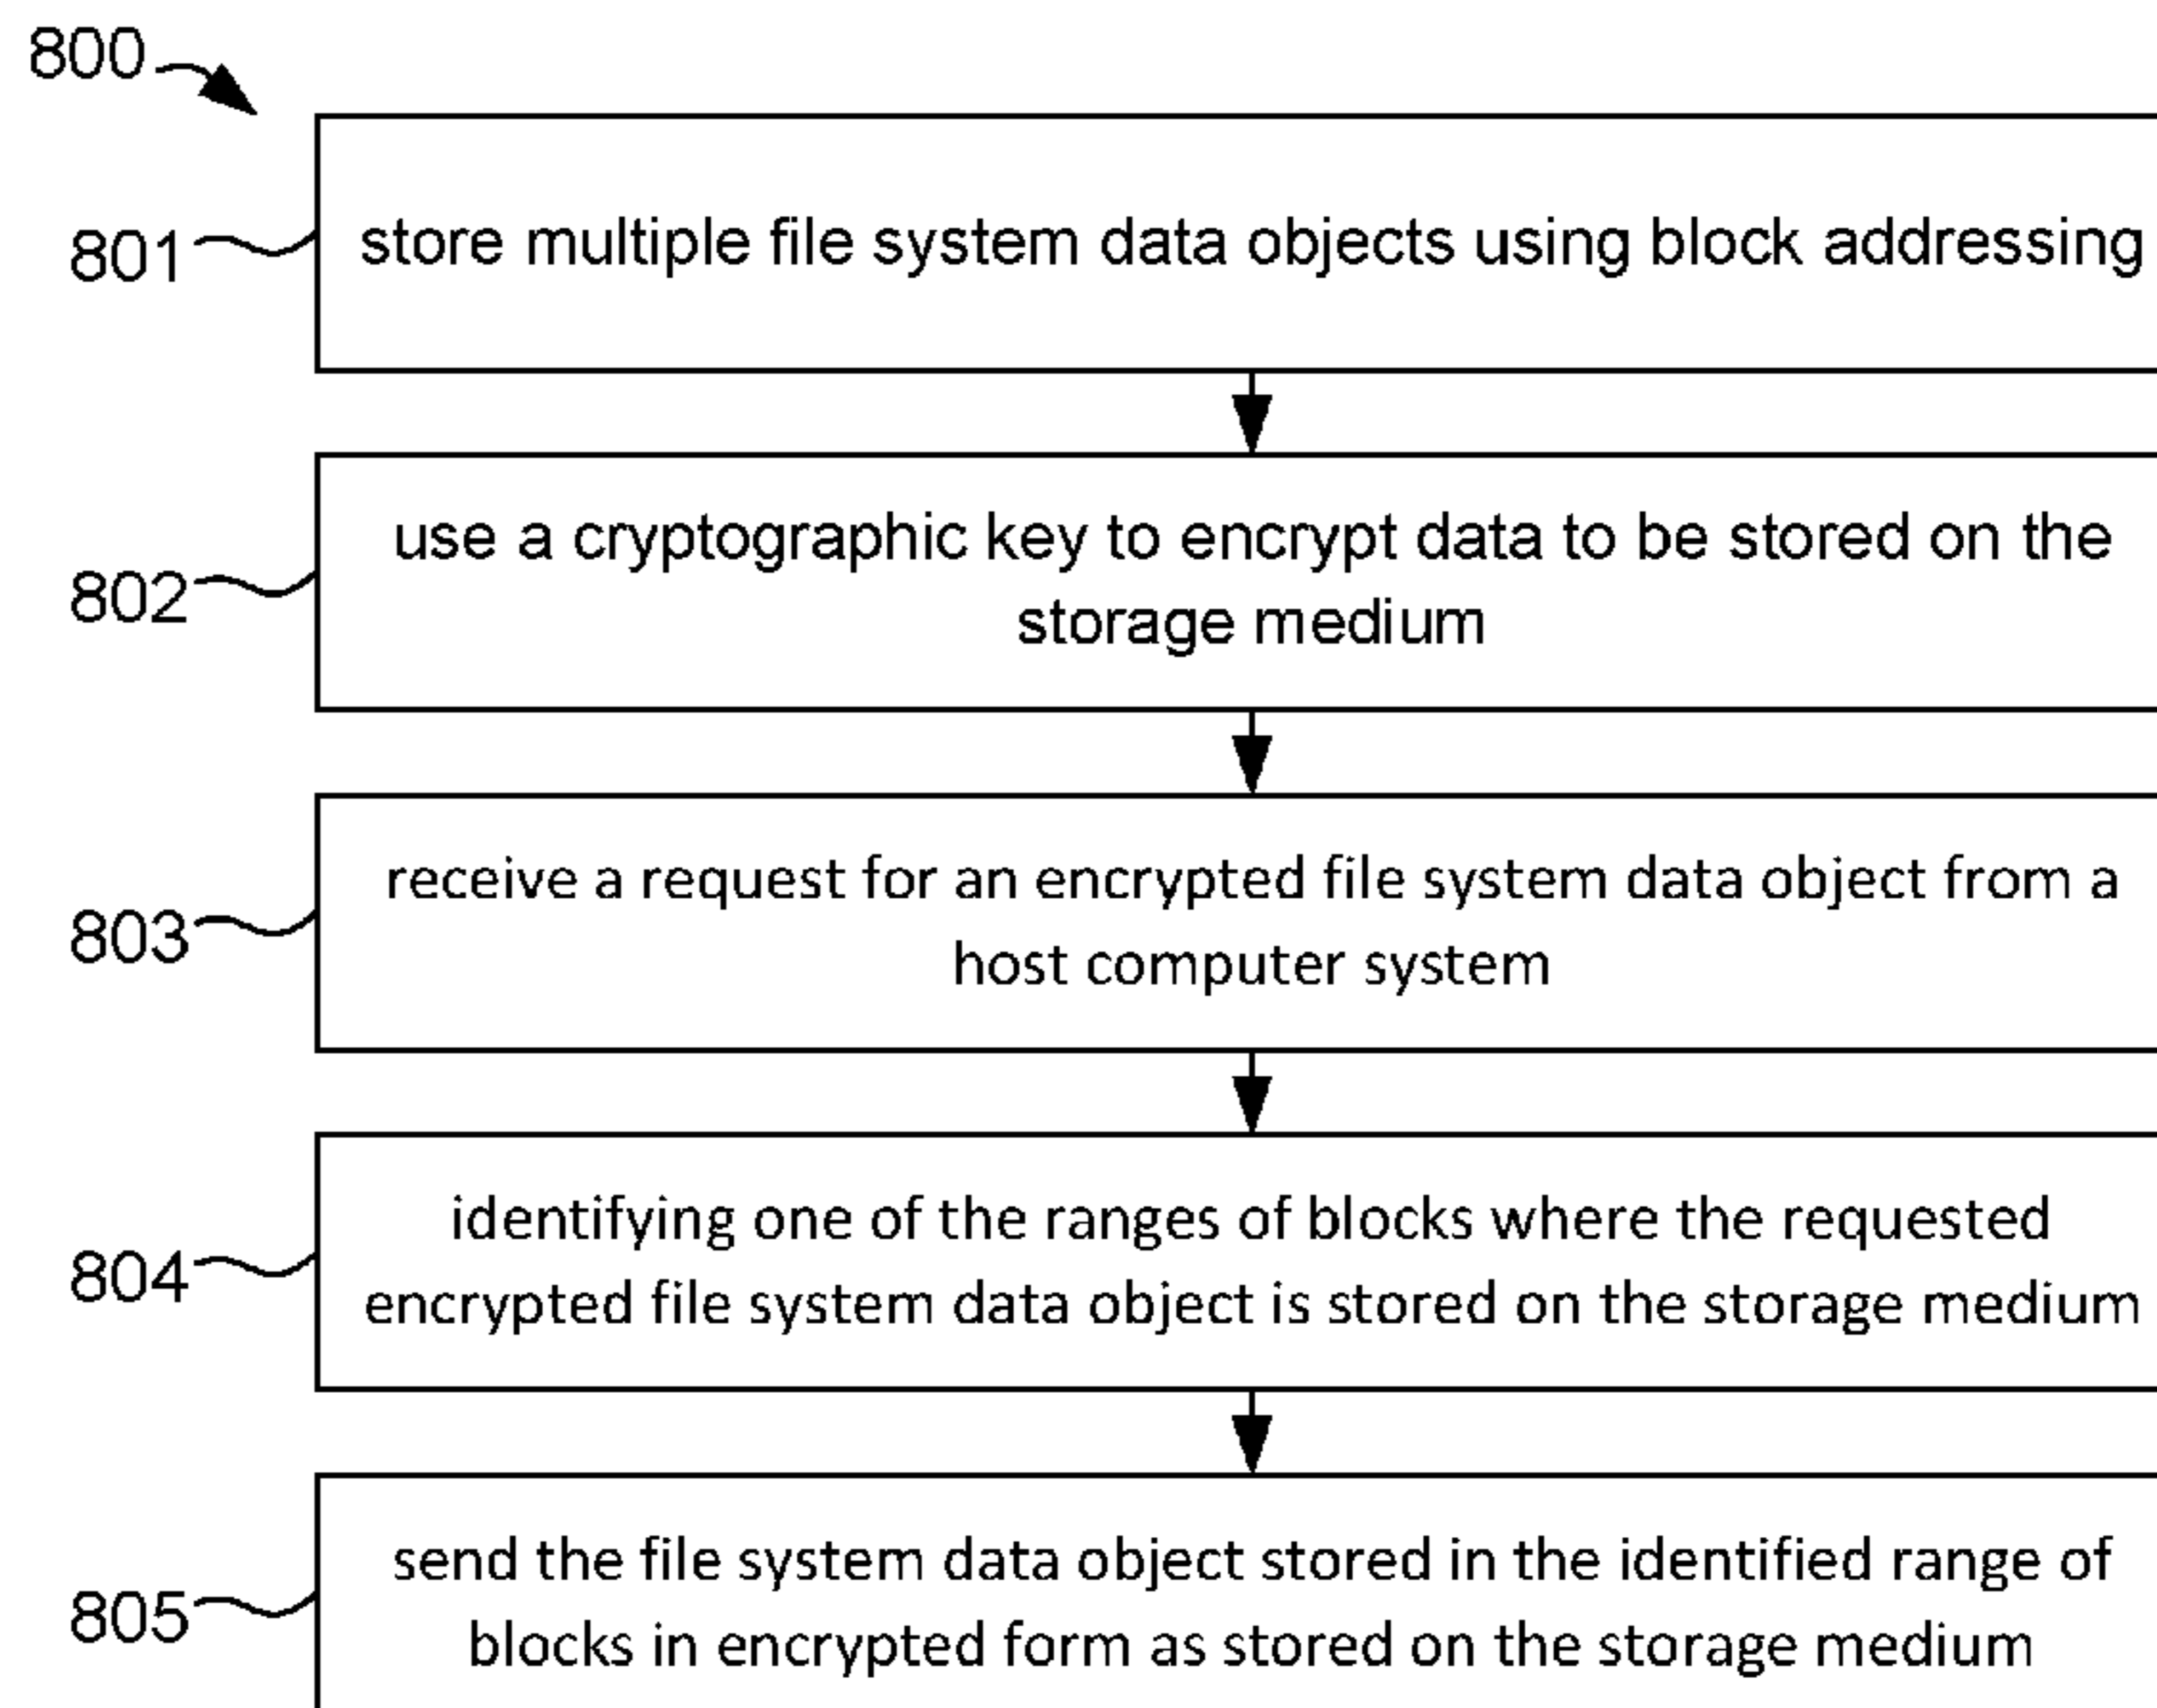 800
801
store multiple file system data objects using block addressing
802
use a cryptographic key to encrypt data to be stored on the
storage medium
803
receive a request for an encrypted file system data object from a
host computer system
804
identifying one of the ranges of blocks where the requested
encrypted file system data object is stored on the storage medium
805
send the file system data object stored in the identified range of
blocks in encrypted form as stored on the storage medium